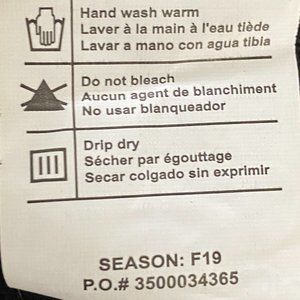 Hand wash warm
Laver à la main à l'eau tiède
Lavar a mano con agua tibia
Do not bleach
Aucun agent de blanchiment
No usar blanqueador
Drip dry
Sécher par égouttage
Secar colgado sin exprimir
SEASON: F19
P.O.# 3500034365